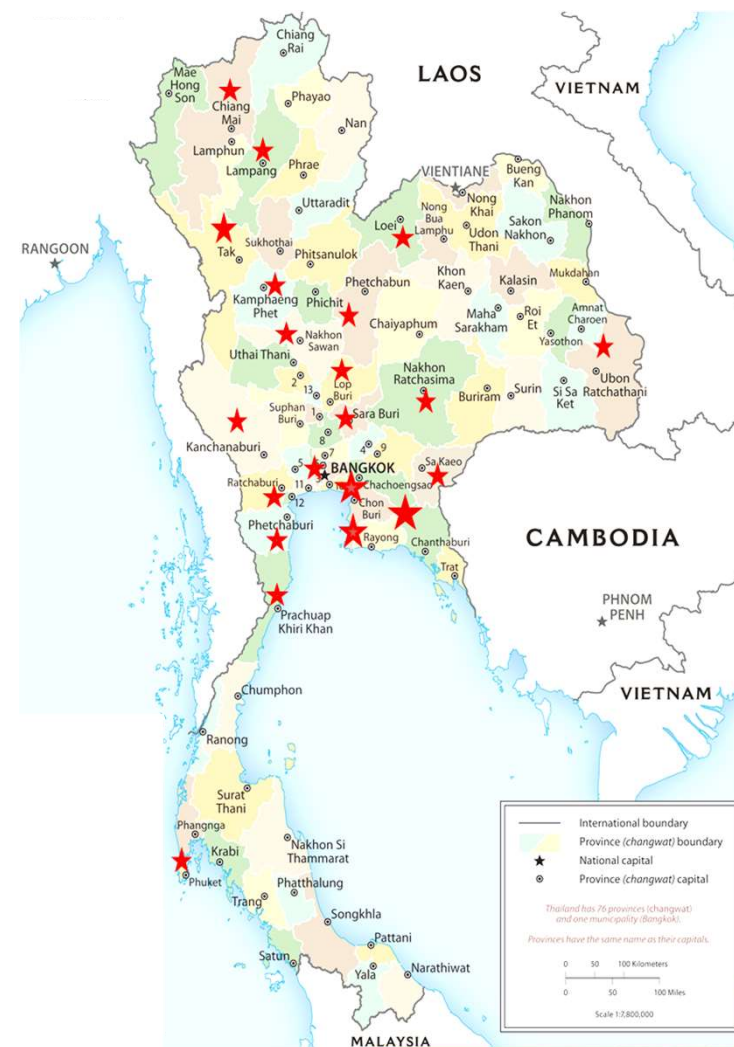 Chiang
Rai
LAOS
Mae
Hong
Son
VIETNAM
Chiang
Mai
Phayao
Nan
Lamphun
Lampang
Phrae
VIENTIANE
Bueng
Kan
Nong
Khai
Nakhon
Phanom
Uttaradit
Loei
Nong
Bua
Lamphu
Udon
Thani
Sakon
Nakhon
RANGOON
Tak
Sukhothai
Phitsanulok
Khon
Kaen
Kalasin
Mukdahan
Kamphaeng
Phet
Phichit
Phetchabun
Maha
Sarakham
Roi
Et
Amnat
Charoen
Yasothon
Chaiyaphum
Nakhon
Sawan
Uthai Thani
Nakhon
Ratchasima
Ubon
Ratchathani
2
13
Lop
Buri
Buriram
Surin
Si Sa
Ket
Suphan
Buri
1
Sara Buri
8
Kanchanaburi
4
9
7
5
6
BANGKOK
Sa Kaeo
Ratchaburi
11
3
10
Chachoengsao
12
Chon
Buri
Phetchaburi
Rayong
Chanthaburi
CAMBODIA
Trat
PHNOM
PENH
Prachuap
Khiri Khan
VIETNAM
Chumphon
Ranong
Surat
Thani
Phangnga
Krabi
Nakhon Si
Thammarat
Phuket
Phatthalung
Trang
Songkhla
Satun
Pattani
Yala
Narathiwat
MALAYSIA
International boundary
Province (changwat) boundary
National capital
Province (changwat) capital
Thailand has 76 provinces (changwat)
and one municipality (Bangkok).
Provinces have the same name as their capitals.
0 50 100 Kilometers
0 50 100 Miles
Scale 1:7,800,000